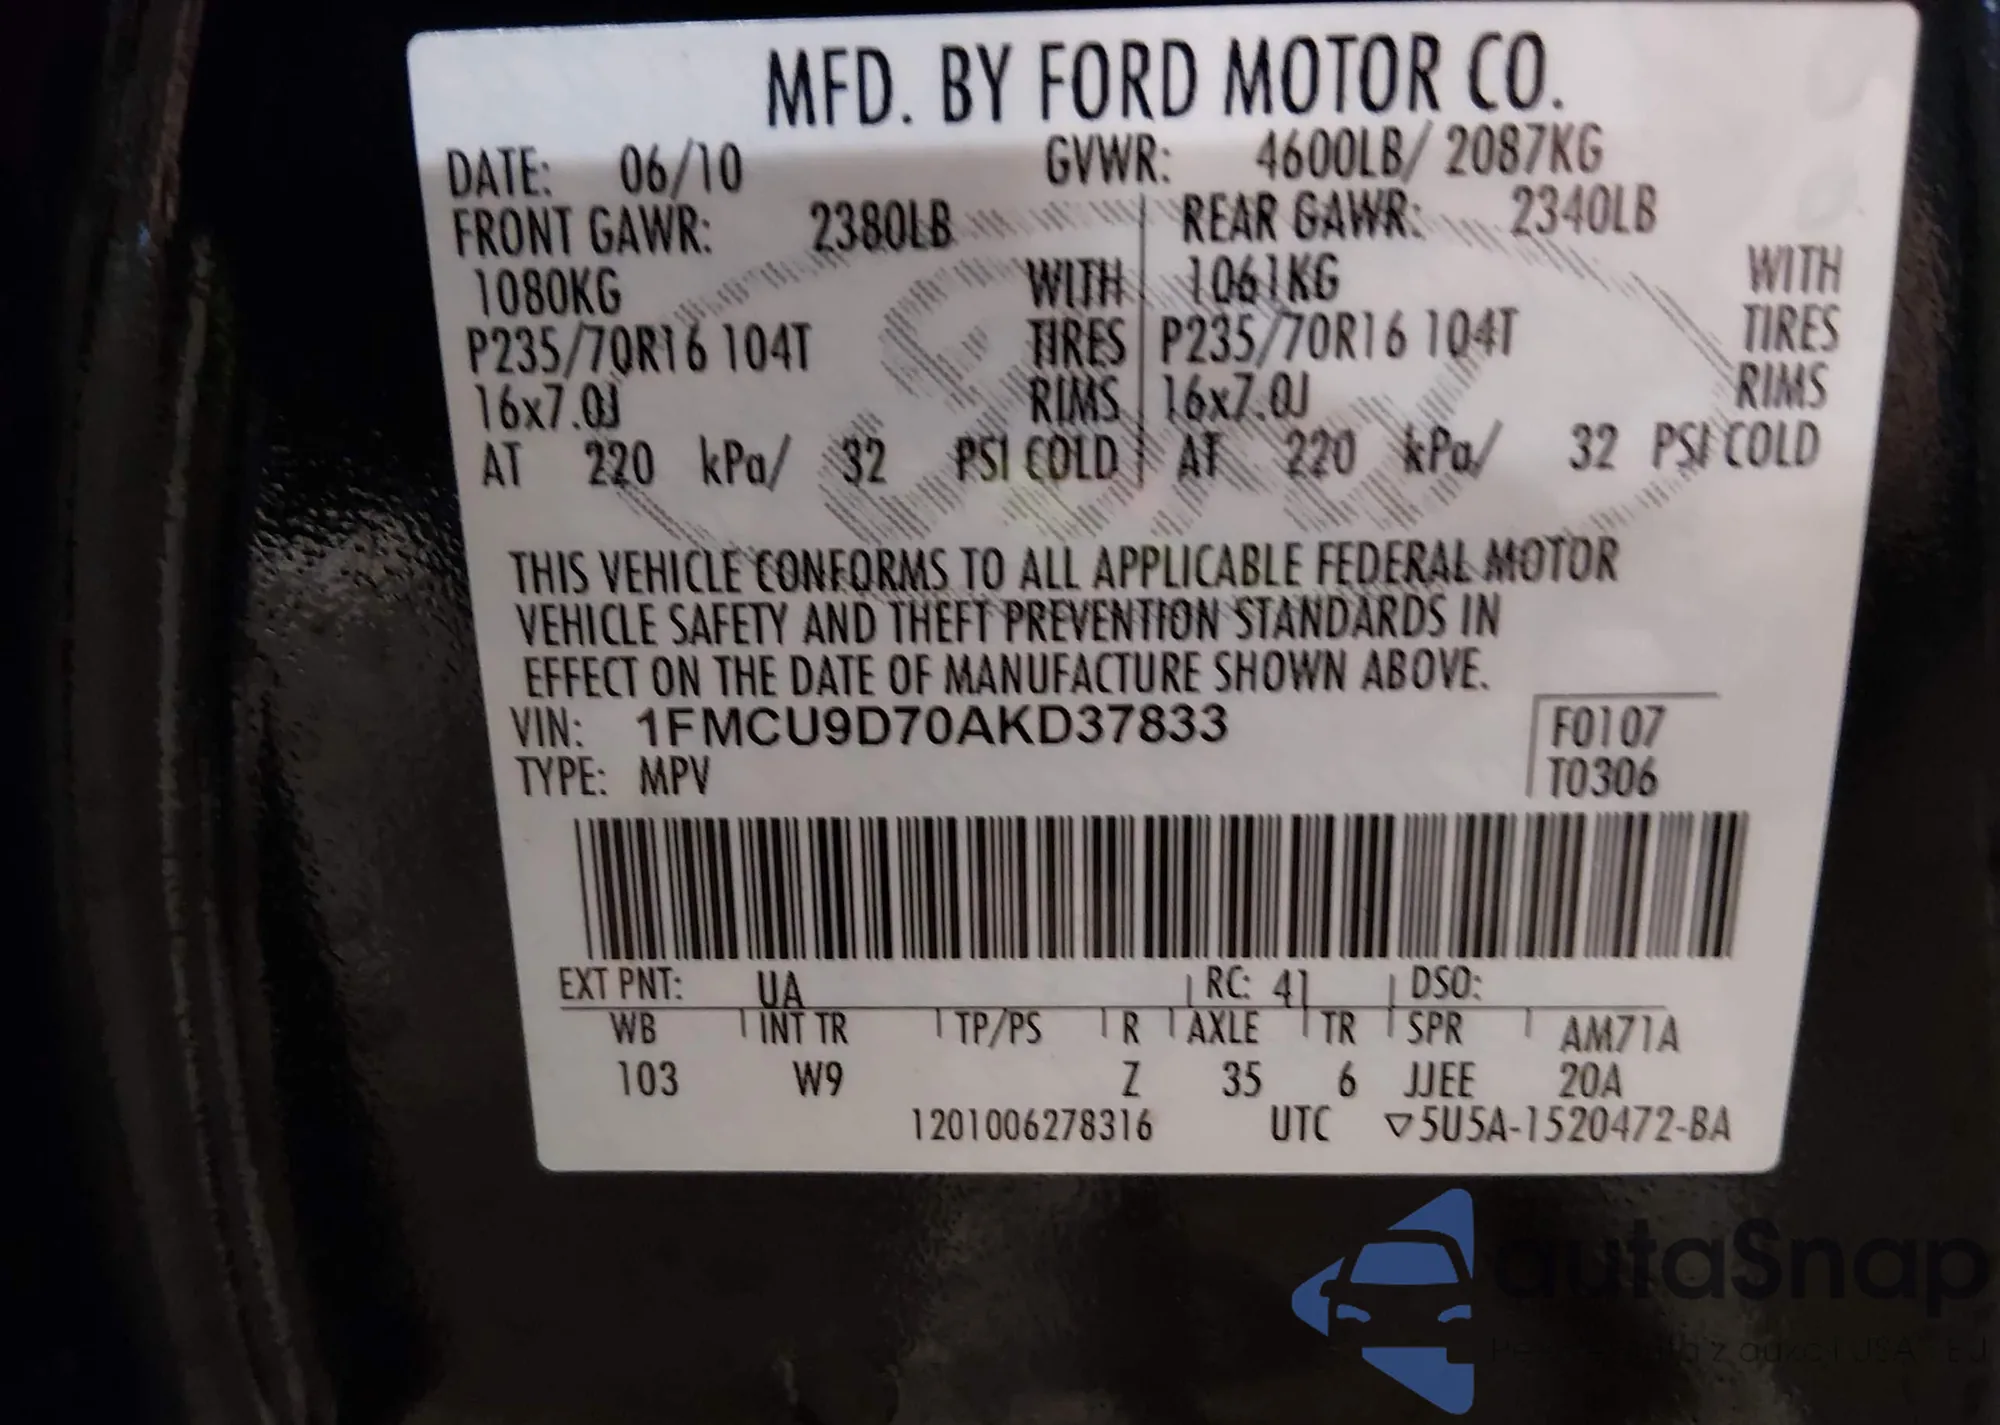 MFD. BY FORD MOTOR CO.
DATE: 06/10 GVWR: 4600LB/ 2087KG
FRONT GAWR: 2380LB REAR GAWR: 2340LB
1080KG WITH 1061KG WITH
P235/70R16 104T TIRES P235/70R16 104T TIRES
16x7.0J RIMS 16x7.0J RIMS
AT 220 kPa/ 32 PSI COLD AT 220 kPa/ 32 PSI COLD
THIS VEHICLE CONFORMS TO ALL APPLICABLE FEDERAL MOTOR
VEHICLE SAFETY AND THEFT PREVENTION STANDARDS IN
EFFECT ON THE DATE OF MANUFACTURE SHOWN ABOVE.
VIN: 1FMCU9D70AKD37833 F0107
TYPE: MPV T0306
EXT PNT: UA RC: 41 DSO:
WB INT TR TP/PS R AXLE TR SPR AM71A
103 W9 Z 35 6 JJEE 20A
1201006278316 UTC ▽5U5A-1520472-BA
autaSnap